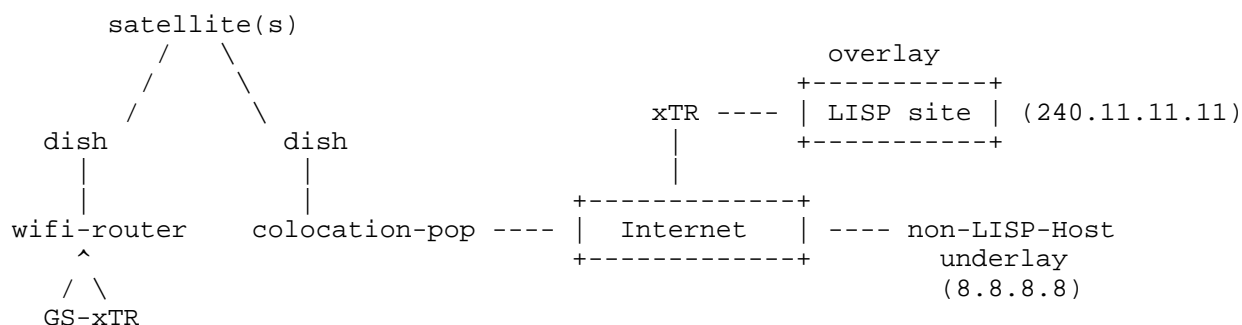 satellite(s)
overlay
xTR ---- | LISP site | (240.11.11.11)
dish dish
wifi-router colocation-pop ---- | Internet | ---- non-LISP-Host
underlay
(8.8.8.8)
GS-xTR